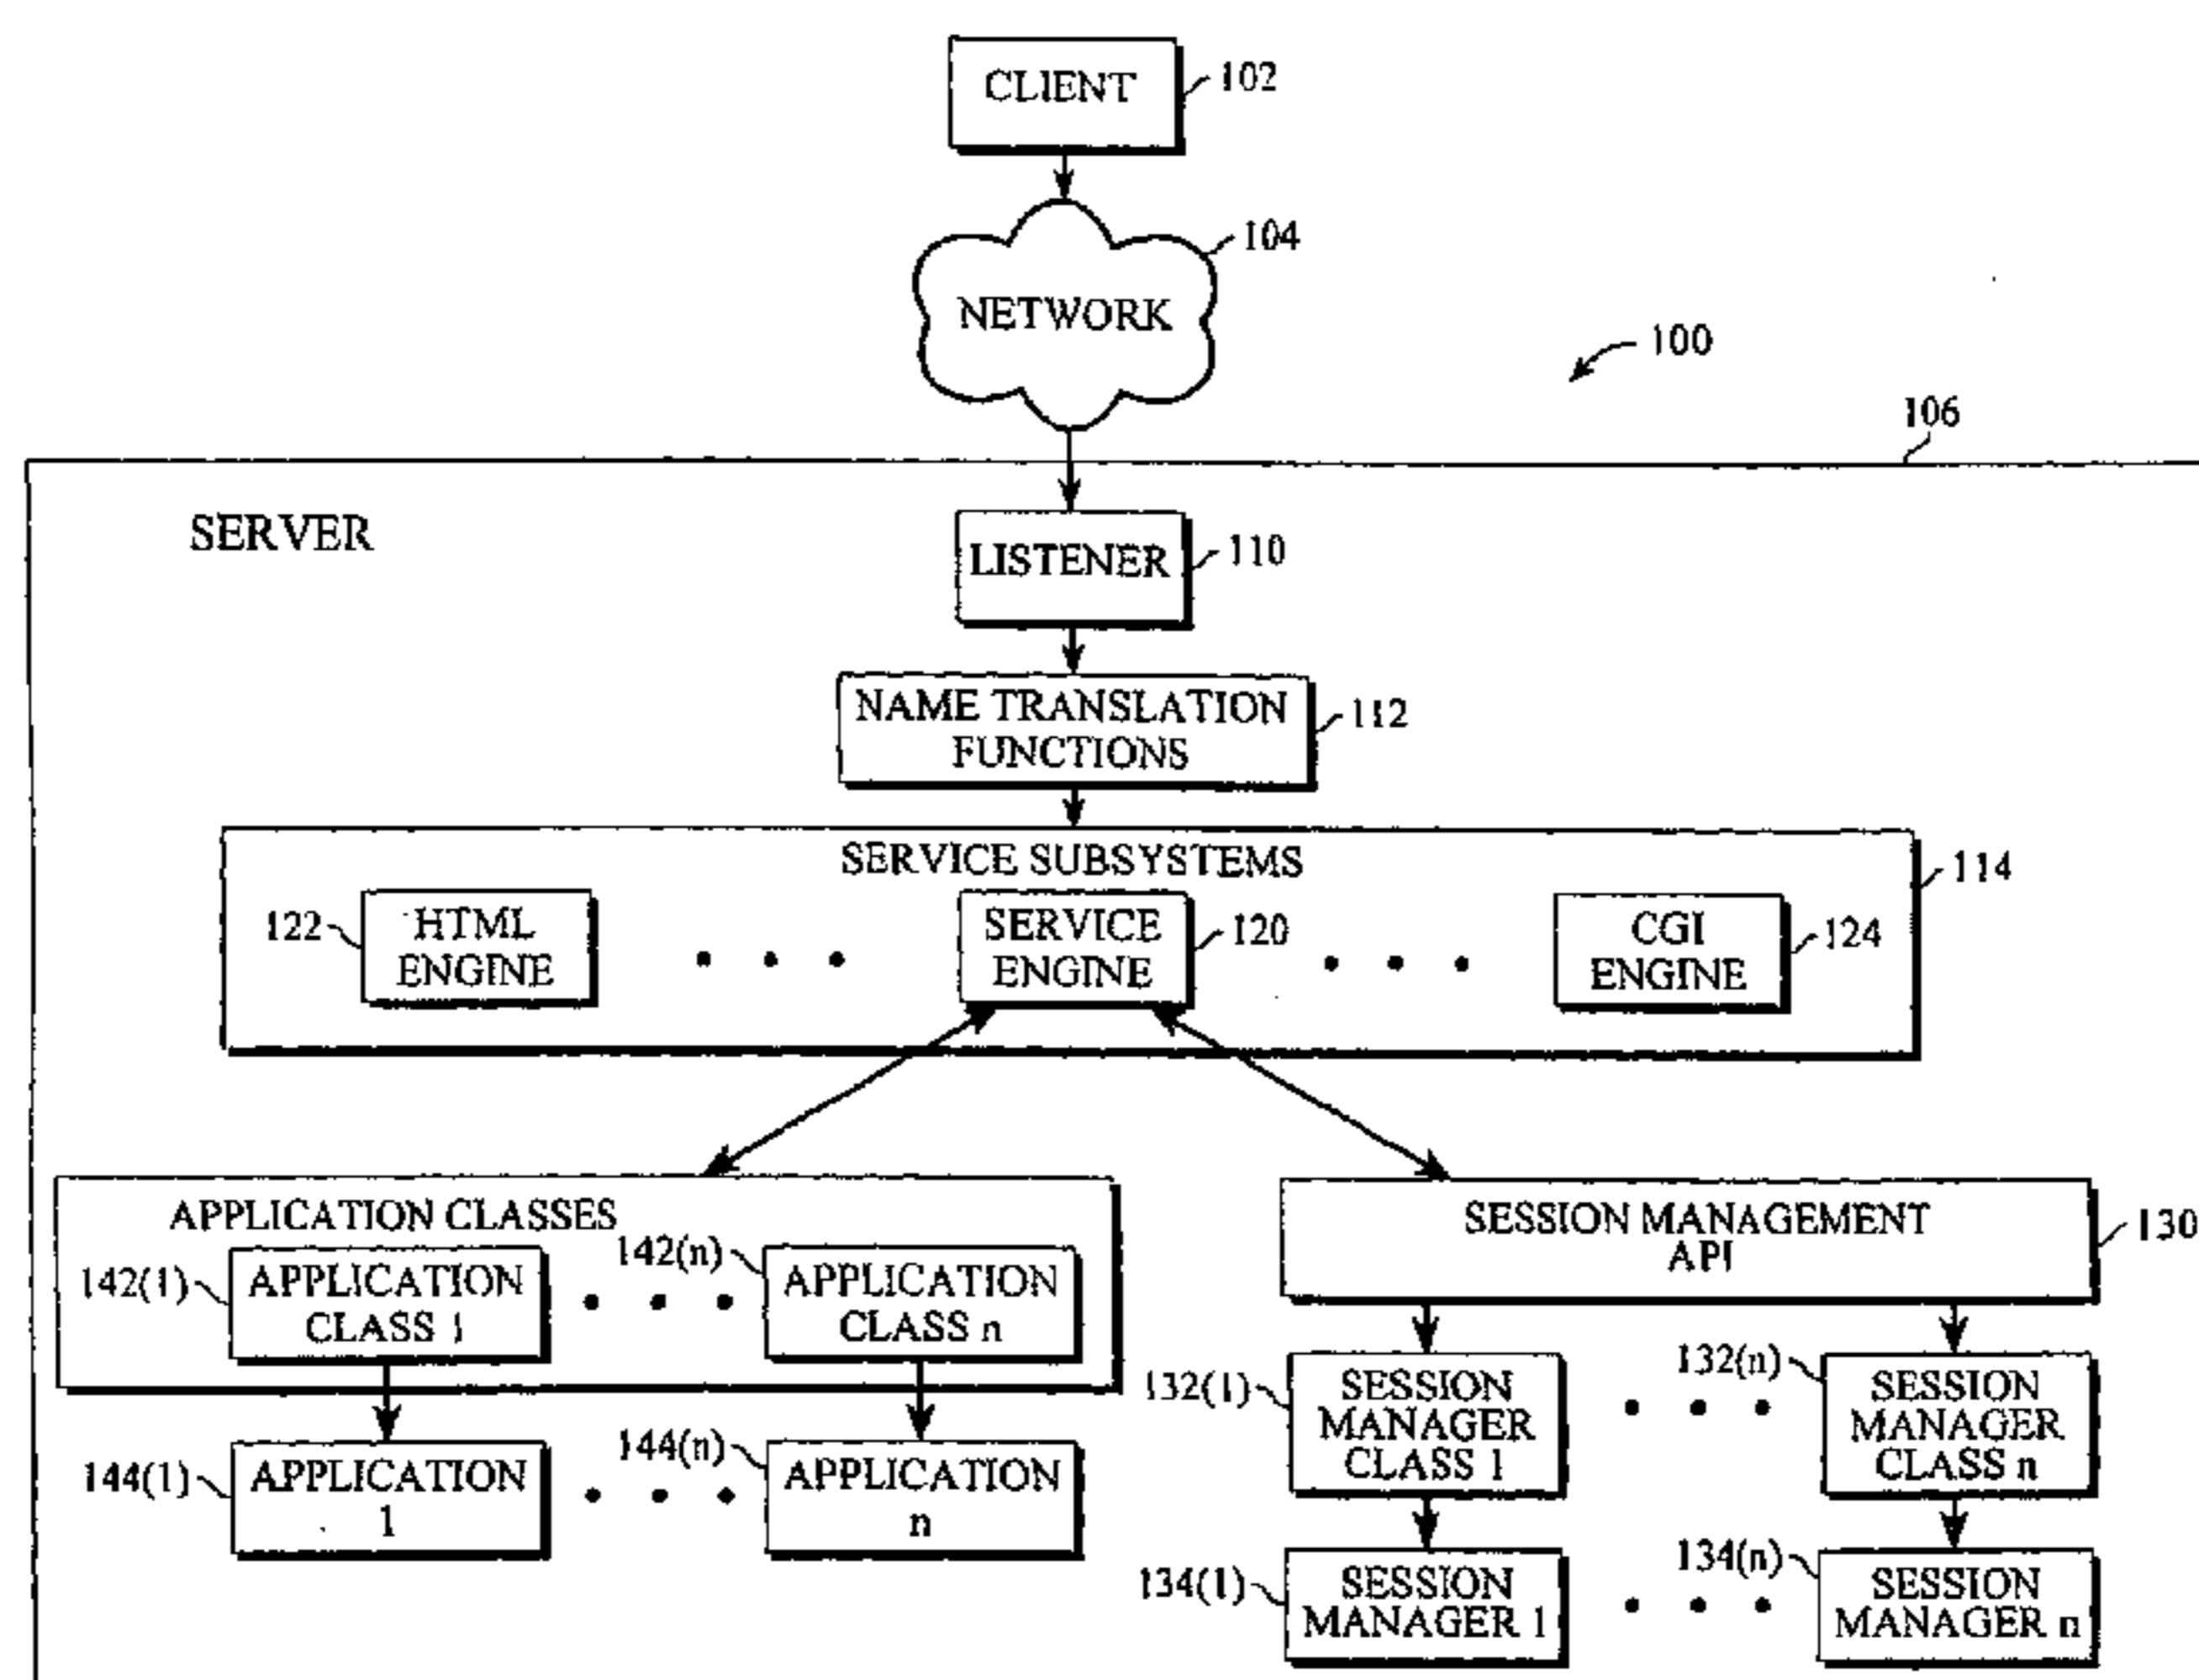 CLIENT
102
104
NETWORK
100
106
SERVER
LISTENER
110
NAME TRANSLATION
FUNCTIONS
112
SERVICE SUBSYSTEMS
114
122
HTML
ENGINE
SERVICE
ENGINE
120
CGI
ENGINE
124
APPLICATION CLASSES
142(1)
APPLICATION
CLASS 1
142(n)
APPLICATION
CLASS n
SESSION MANAGEMENT
API
130
144(1)
APPLICATION
1
144(n)
APPLICATION
n
132(1)
SESSION
MANAGER
CLASS 1
132(n)
SESSION
MANAGER
CLASS n
134(1)
SESSION
MANAGER 1
134(n)
SESSION
MANAGER n